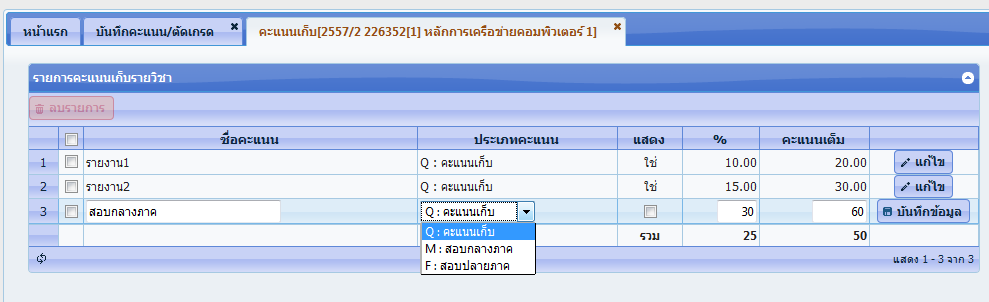 หน้าแรก บันทึกคะแนน/ตัดเกรด คะแนนเก็บ[2557/2 226352[1] หลักการเครือข่ายคอมพิวเตอร์ 1]
รายการคะแนนเก็บรายวิชา
ลบรายการ
ชื่อคะแนน ประเภทคะแนน แสดง % คะแนนเต็ม
1 รายงาน1 Q : คะแนนเก็บ ใช่ 10.00 20.00 แก้ไข
2 รายงาน2 Q : คะแนนเก็บ ใช่ 15.00 30.00 แก้ไข
3 สอบกลางภาค Q : คะแนนเก็บ 30 60 บันทึกข้อมูล
Q : คะแนนเก็บ
M : สอบกลางภาค
F : สอบปลายภาค
รวม 25 50
แสดง 1 - 3 จาก 3